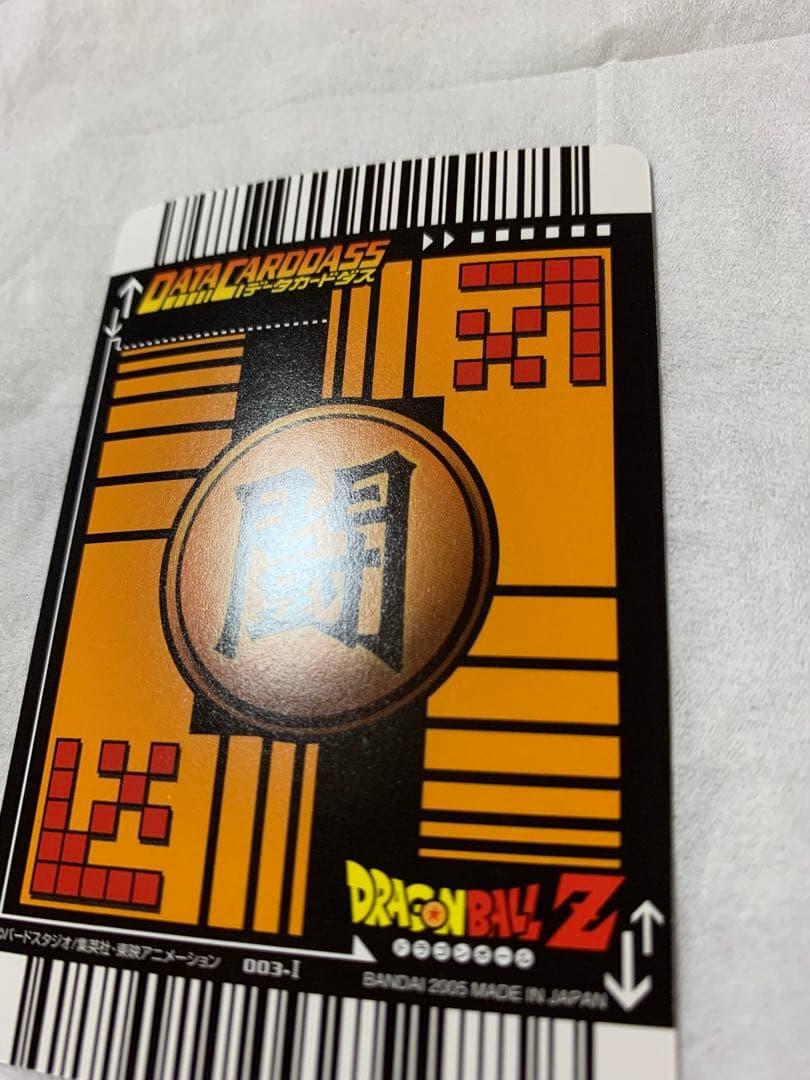 DATA CARDDASS
データカードダス
闘
DRAGON BALL Z
ドラゴンボール
©バードスタジオ/集英社・東映アニメーション 003-I
BANDAI 2005 MADE IN JAPAN